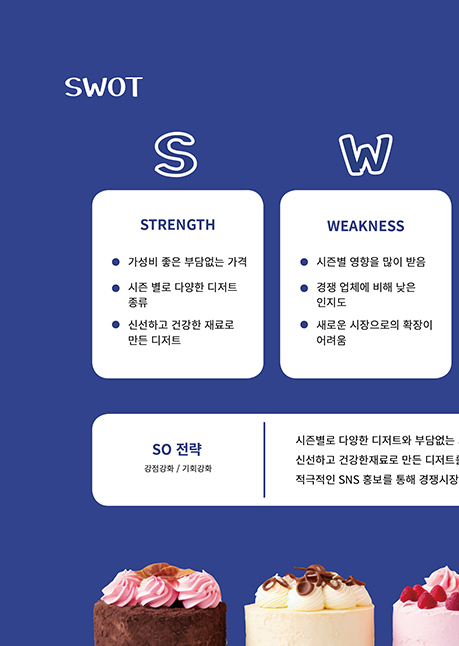 SWOT
S
W
STRENGTH
가성비 좋은 부담없는 가격
시즌 별로 다양한 디저트
종류
신선하고 건강한 재료로
만든 디저트
WEAKNESS
시즌별 영향을 많이 받음
경쟁 업체에 비해 낮은
인지도
새로운 시장으로의 확장이
어려움
SO 전략
강점강화 / 기회강화
시즌별로 다양한 디저트와 부담없는
신선하고 건강한재료로 만든 디저트를
적극적인 SNS 홍보를 통해 경쟁시장